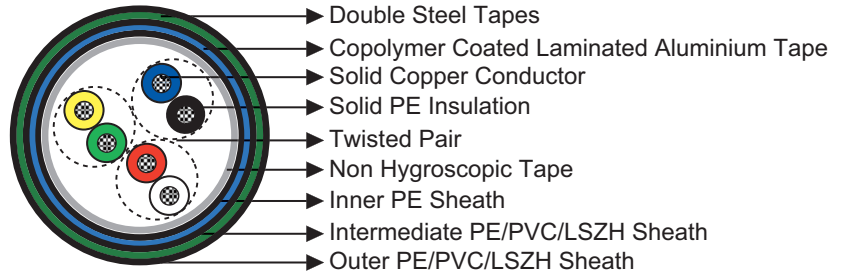 Double Steel Tapes
Copolymer Coated Laminated Aluminium Tape
Solid Copper Conductor
Solid PE Insulation
Twisted Pair
Non Hygroscopic Tape
Inner PE Sheath
Intermediate PE/PVC/LSZH Sheath
Outer PE/PVC/LSZH Sheath